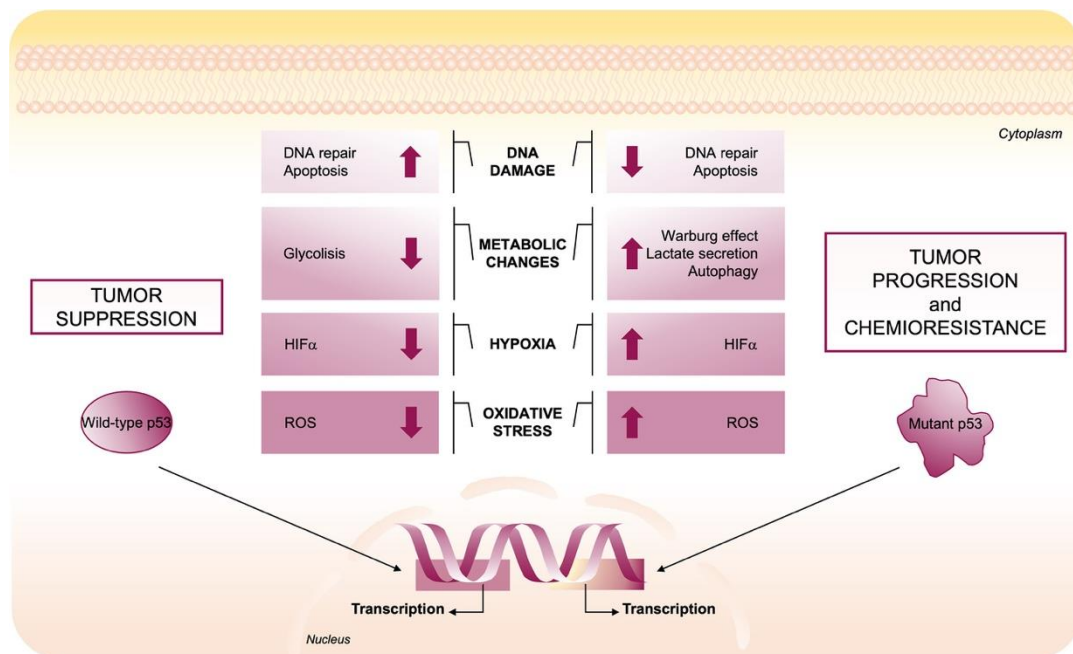 Cytoplasm
DNA repair
Apoptosis
DNA
DAMAGE
DNA repair
Apoptosis
Glycolisis
METABOLIC
CHANGES
Warburg effect
Lactate secretion
Autophagy
TUMOR
SUPPRESSION
TUMOR
PROGRESSION
and
CHEMIORESISTANCE
HIFα
HYPOXIA
HIFα
Wild-type p53
ROS
OXIDATIVE
STRESS
ROS
Mutant p53
Transcription
Transcription
Nucleus